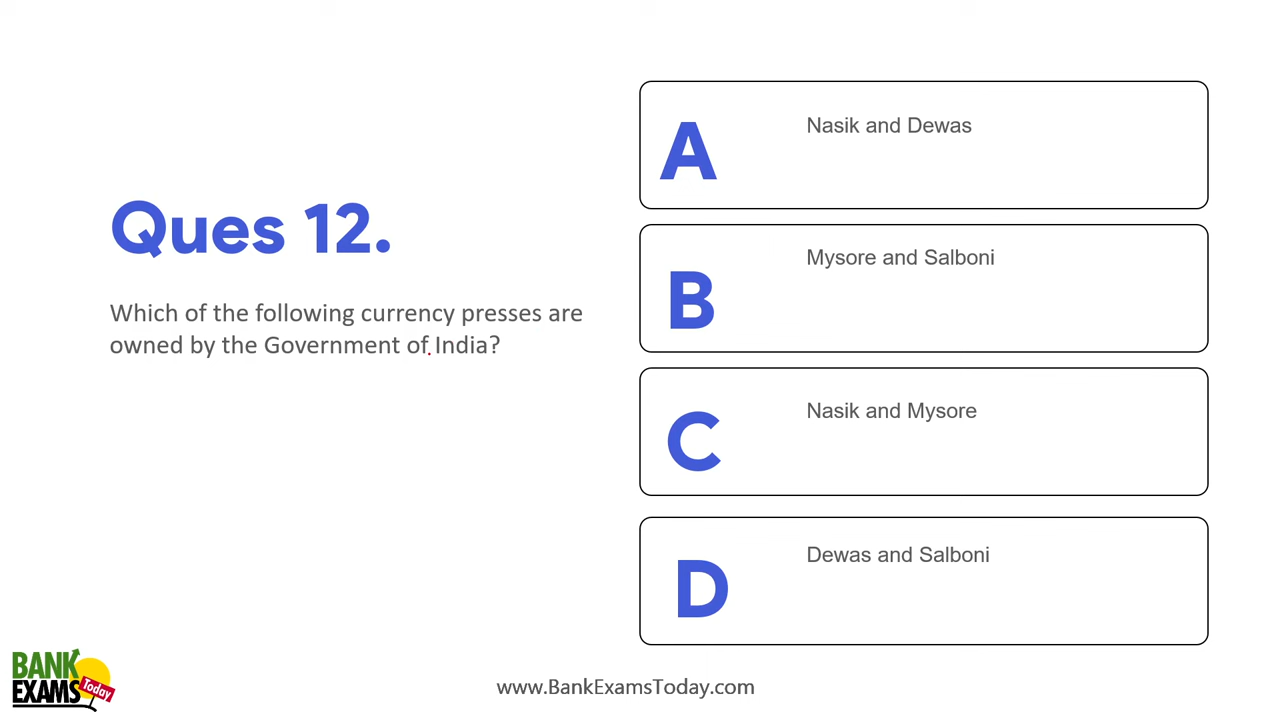 Ques 12.
Which of the following currency presses are
owned by the Government of India?
A
Nasik and Dewas
B
Mysore and Salboni
C
Nasik and Mysore
D
Dewas and Salboni
BANK
EXAMS
Today
www.BankExamsToday.com